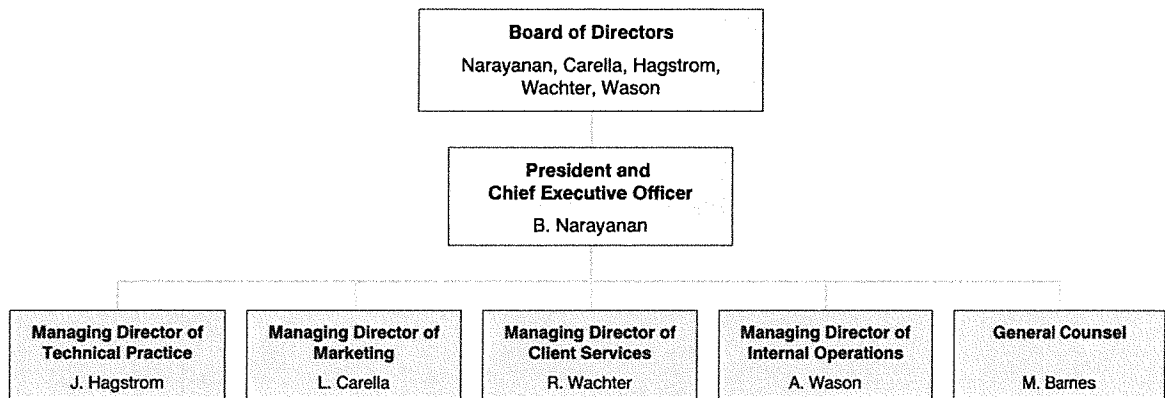 Board of Directors
Narayanan, Carella, Hagstrom,
Wachter, Wason
President and
Chief Executive Officer
B. Narayanan
Managing Director of
Technical Practice
J. Hagstrom
Managing Director of
Marketing
L. Carella
Managing Director of
Client Services
R. Wachter
Managing Director of
Internal Operations
A. Wason
General Counsel
M. Barnes